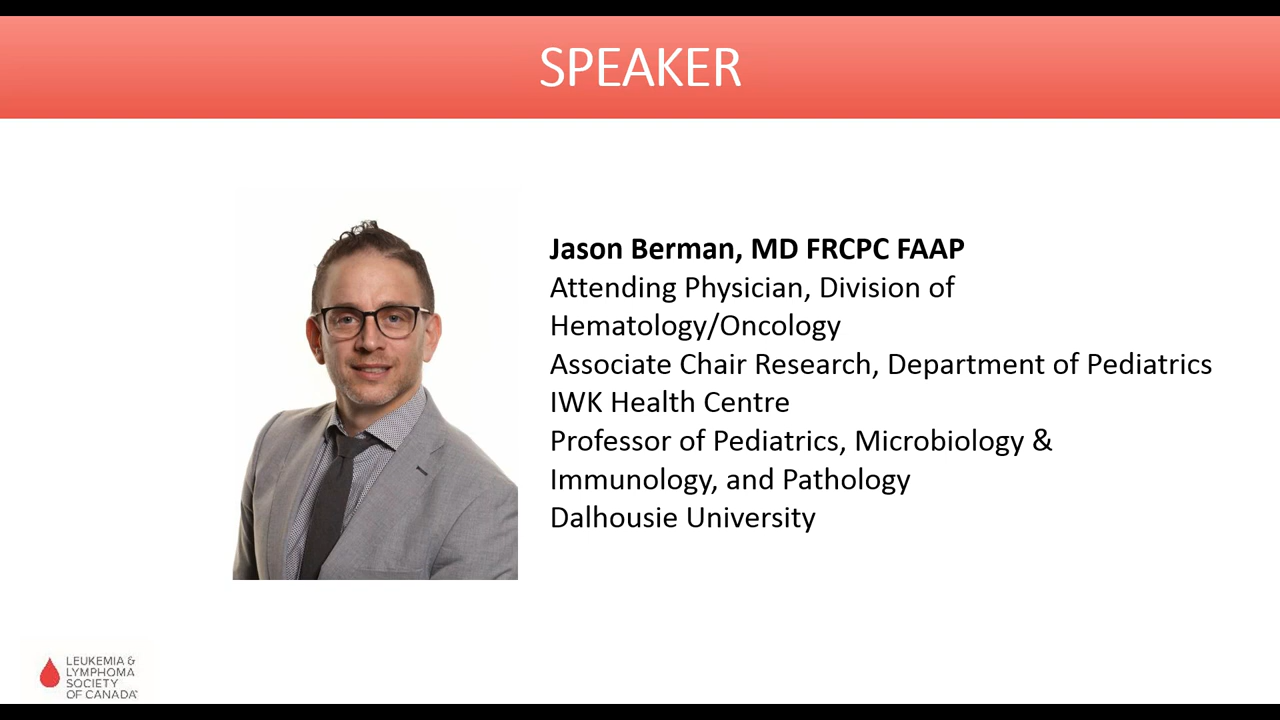 SPEAKER
Jason Berman, MD FRCPC FAAP
Attending Physician, Division of
Hematology/Oncology
Associate Chair Research, Department of Pediatrics
IWK Health Centre
Professor of Pediatrics, Microbiology &
Immunology, and Pathology
Dalhousie University
LEUKEMIA &
LYMPHOMA
SOCIETY
OF CANADA